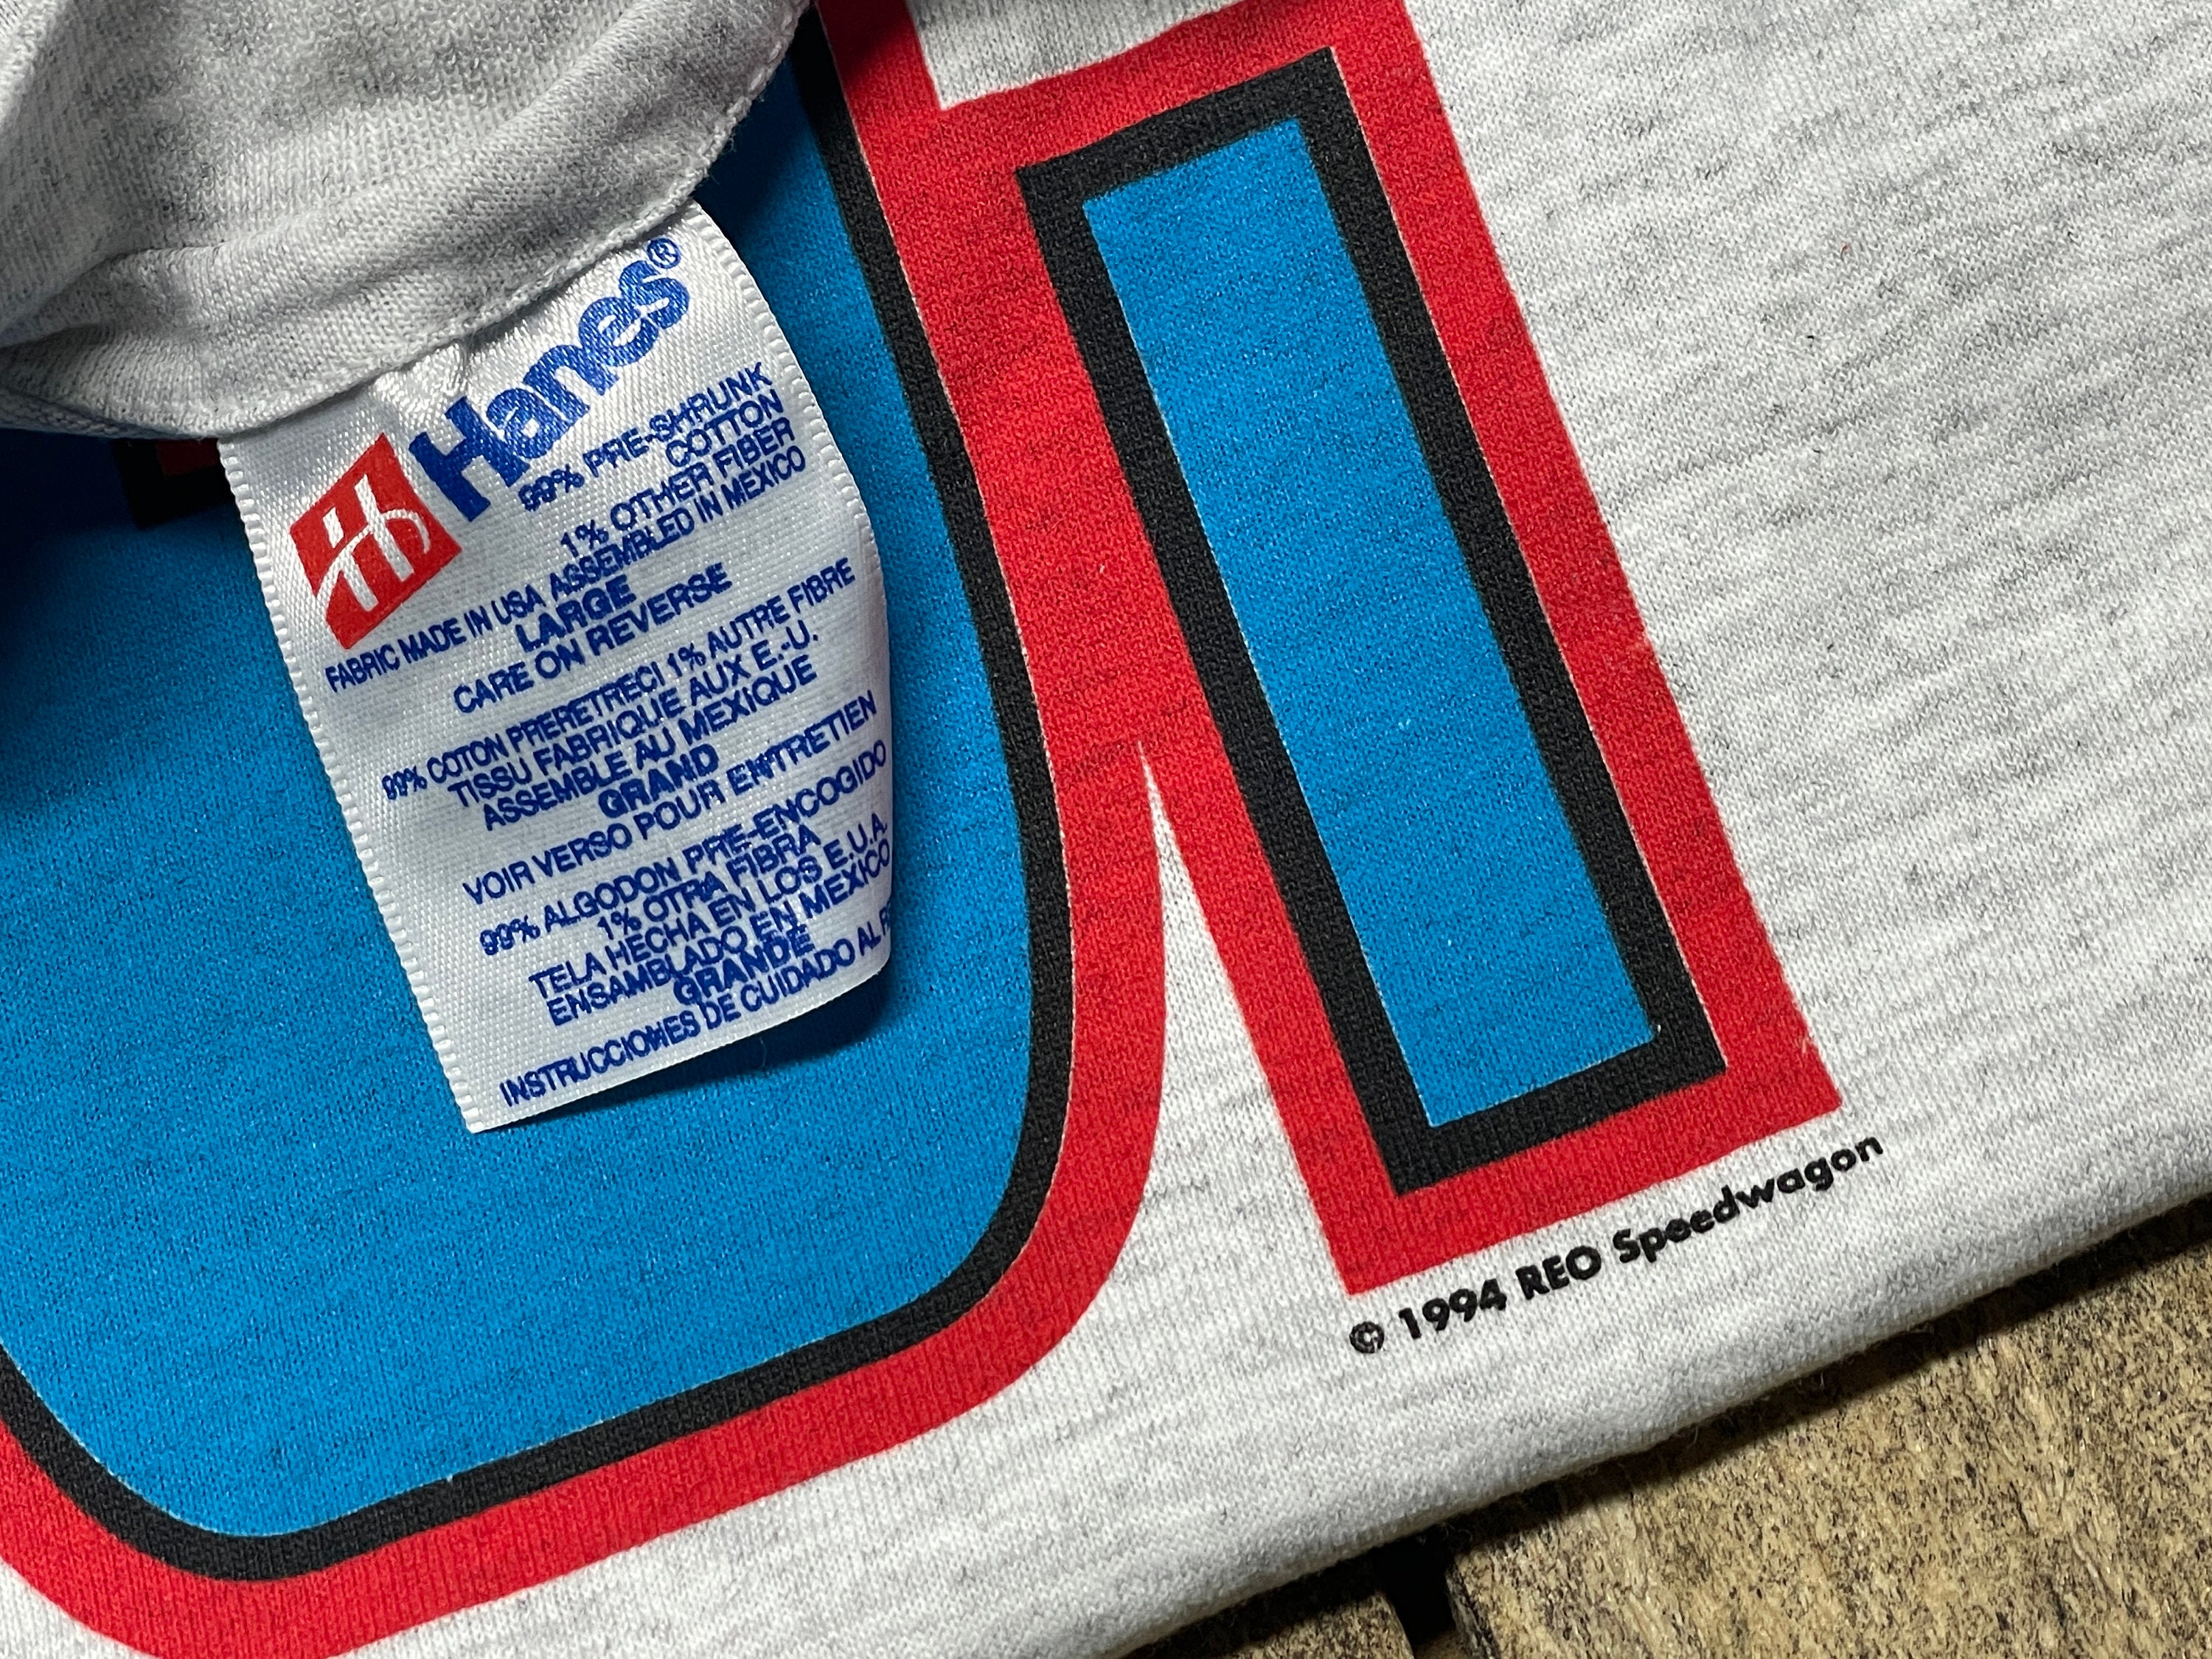 Hanes®
99% PRE-SHRUNK
COTTON
1% OTHER FIBER
FABRIC MADE IN USA ASSEMBLED IN MEXICO
LARGE
CARE ON REVERSE
99% COTON PRERETRECI 1% AUTRE FIBRE
TISSU FABRIQUE AUX E.-U.
ASSEMBLE AU MEXIQUE
GRAND
VOIR VERSO POUR ENTRETIEN
99% ALGODON PRE-ENCOGIDO
1% OTRA FIBRA
TELA HECHA EN LOS E.U.A.
ENSAMBLADO EN MEXICO
GRANDE
INSTRUCCIONES DE CUIDADO AL
© 1994 REO Speedwagon